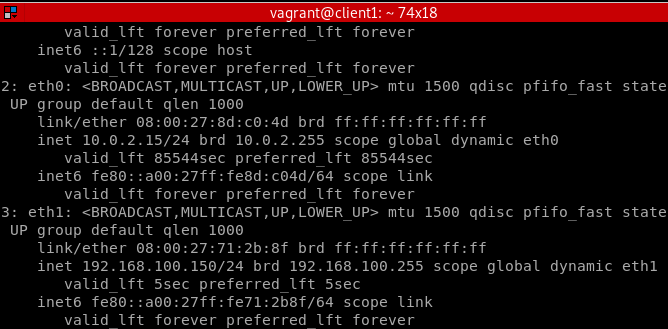 vagrant@client1: ~ 74x18
valid_lft forever preferred_lft forever
inet6 ::1/128 scope host
valid_lft forever preferred_lft forever
2: eth0: <BROADCAST,MULTICAST,UP,LOWER_UP> mtu 1500 qdisc pfifo_fast state
UP group default qlen 1000
link/ether 08:00:27:8d:c0:4d brd ff:ff:ff:ff:ff:ff
inet 10.0.2.15/24 brd 10.0.2.255 scope global dynamic eth0
valid_lft 85544sec preferred_lft 85544sec
inet6 fe80::a00:27ff:fe8d:c04d/64 scope link
valid_lft forever preferred_lft forever
3: eth1: <BROADCAST,MULTICAST,UP,LOWER_UP> mtu 1500 qdisc pfifo_fast state
UP group default qlen 1000
link/ether 08:00:27:71:2b:8f brd ff:ff:ff:ff:ff:ff
inet 192.168.100.150/24 brd 192.168.100.255 scope global dynamic eth1
valid_lft 5sec preferred_lft 5sec
inet6 fe80::a00:27ff:fe71:2b8f/64 scope link
valid_lft forever preferred_lft forever